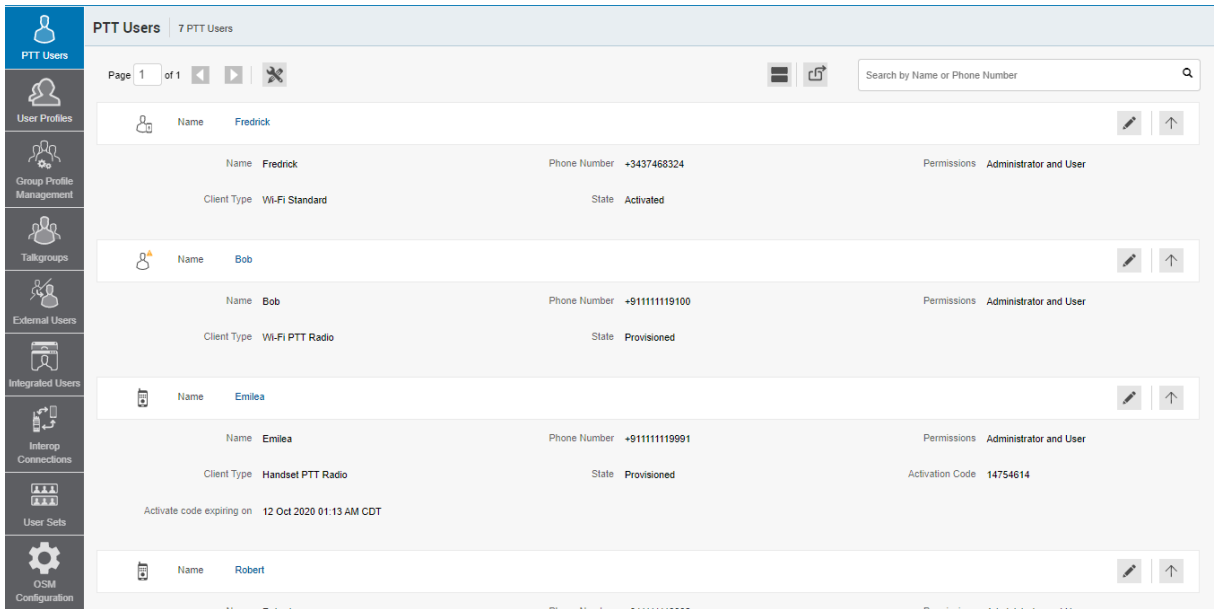 PTT Users
User Profiles
Group Profile
Management
Talkgroups
External Users
Integrated Users
Interop
Connections
User Sets
OSM
Configuration
PTT Users 7 PTT Users
Page 1 of 1 Search by Name or Phone Number
Name Fredrick
Name Fredrick Phone Number +3437468324 Permissions Administrator and User
Client Type Wi-Fi Standard State Activated
Name Bob
Name Bob Phone Number +911111119100 Permissions Administrator and User
Client Type Wi-Fi PTT Radio State Provisioned
Name Emilea
Name Emilea Phone Number +911111119991 Permissions Administrator and User
Client Type Handset PTT Radio State Provisioned Activation Code 14754614
Activate code expiring on 12 Oct 2020 01:13 AM CDT
Name Robert